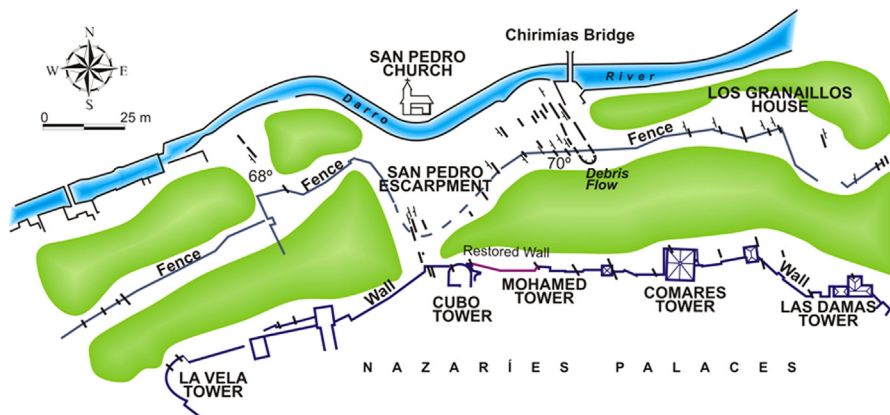 Chirimías Bridge
N
W E
S
SAN PEDRO
CHURCH
River
LOS GRANAILLOS
HOUSE
0 25 m
Darro
Fence
68º
Fence
SAN PEDRO
ESCARPMENT
70º
Debris
Flow
Fence
Restored Wall
Wall
CUBO
TOWER
MOHAMED
TOWER
COMARES
TOWER
Wall
LAS DAMAS
TOWER
LA VELA
TOWER
NAZARÍES PALACES